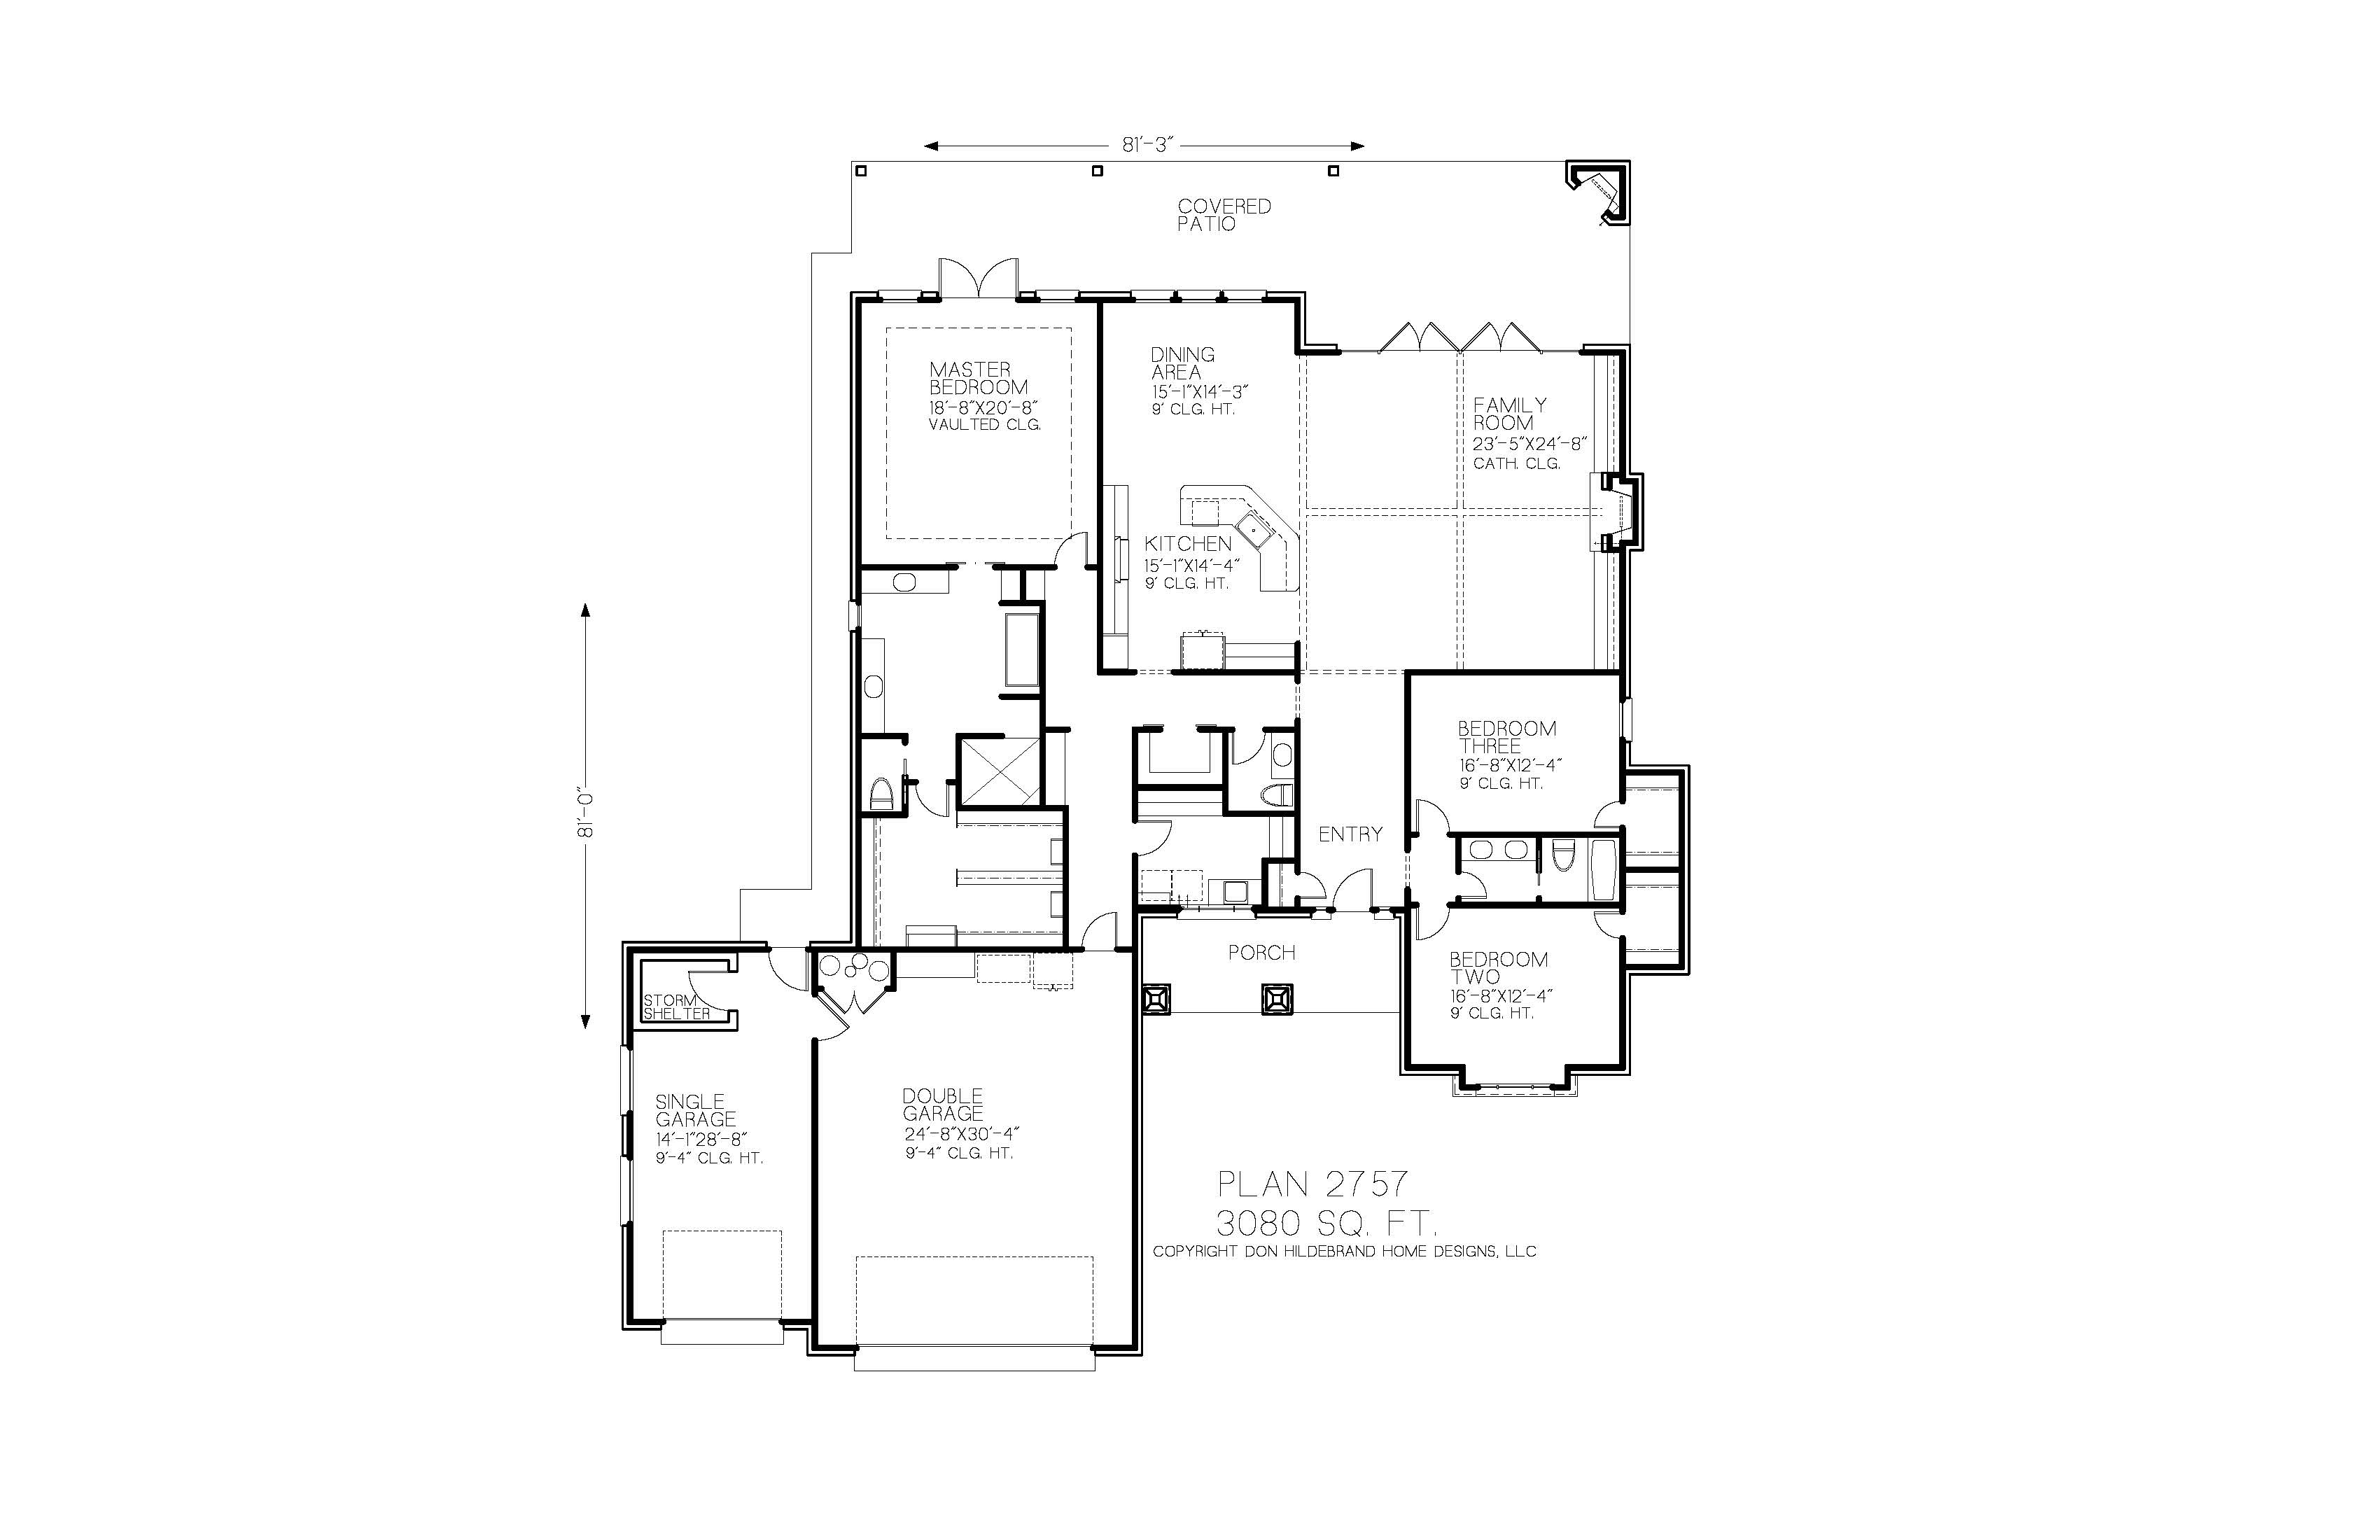 81'-3"
COVERED
PATIO
MASTER
BEDROOM
18'-8"X20'-8"
VAULTED CLG.
DINING
AREA
15'-1"X14'-3"
9' CLG. HT.
FAMILY
ROOM
23'-5"X24'-8"
CATH. CLG.
KITCHEN
15'-1"X14'-4"
9' CLG. HT.
81'-0"
BEDROOM
THREE
16'-8"X12'-4"
9' CLG. HT.
ENTRY
PORCH
BEDROOM
TWO
16'-8"X12'-4"
9' CLG. HT.
STORM
SHELTER
SINGLE
GARAGE
14'-1"28'-8"
9'-4" CLG. HT.
DOUBLE
GARAGE
24'-8"X30'-4"
9'-4" CLG. HT.
PLAN 2757
3080 SQ. FT.
COPYRIGHT DON HILDEBRAND HOME DESIGNS, LLC